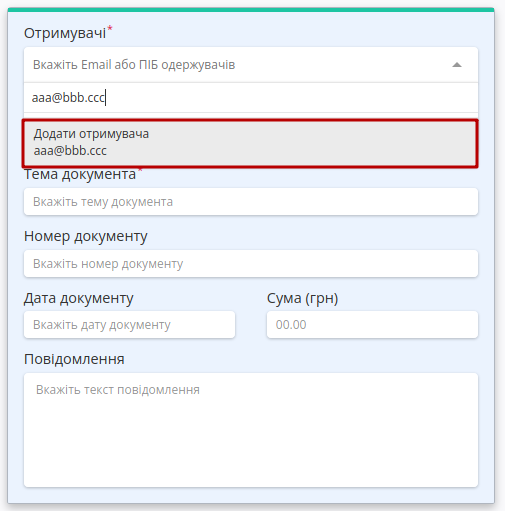 Отримувачі*
Вкажіть Email або ПІБ одержувачів
aaa@bbb.ccc
Додати отримувача
aaa@bbb.ccc
Тема документа*
Вкажіть тему документа
Номер документу
Вкажіть номер документу
Дата документу Сума (грн)
Вкажіть дату документу 00.00
Повідомлення
Вкажіть текст повідомлення